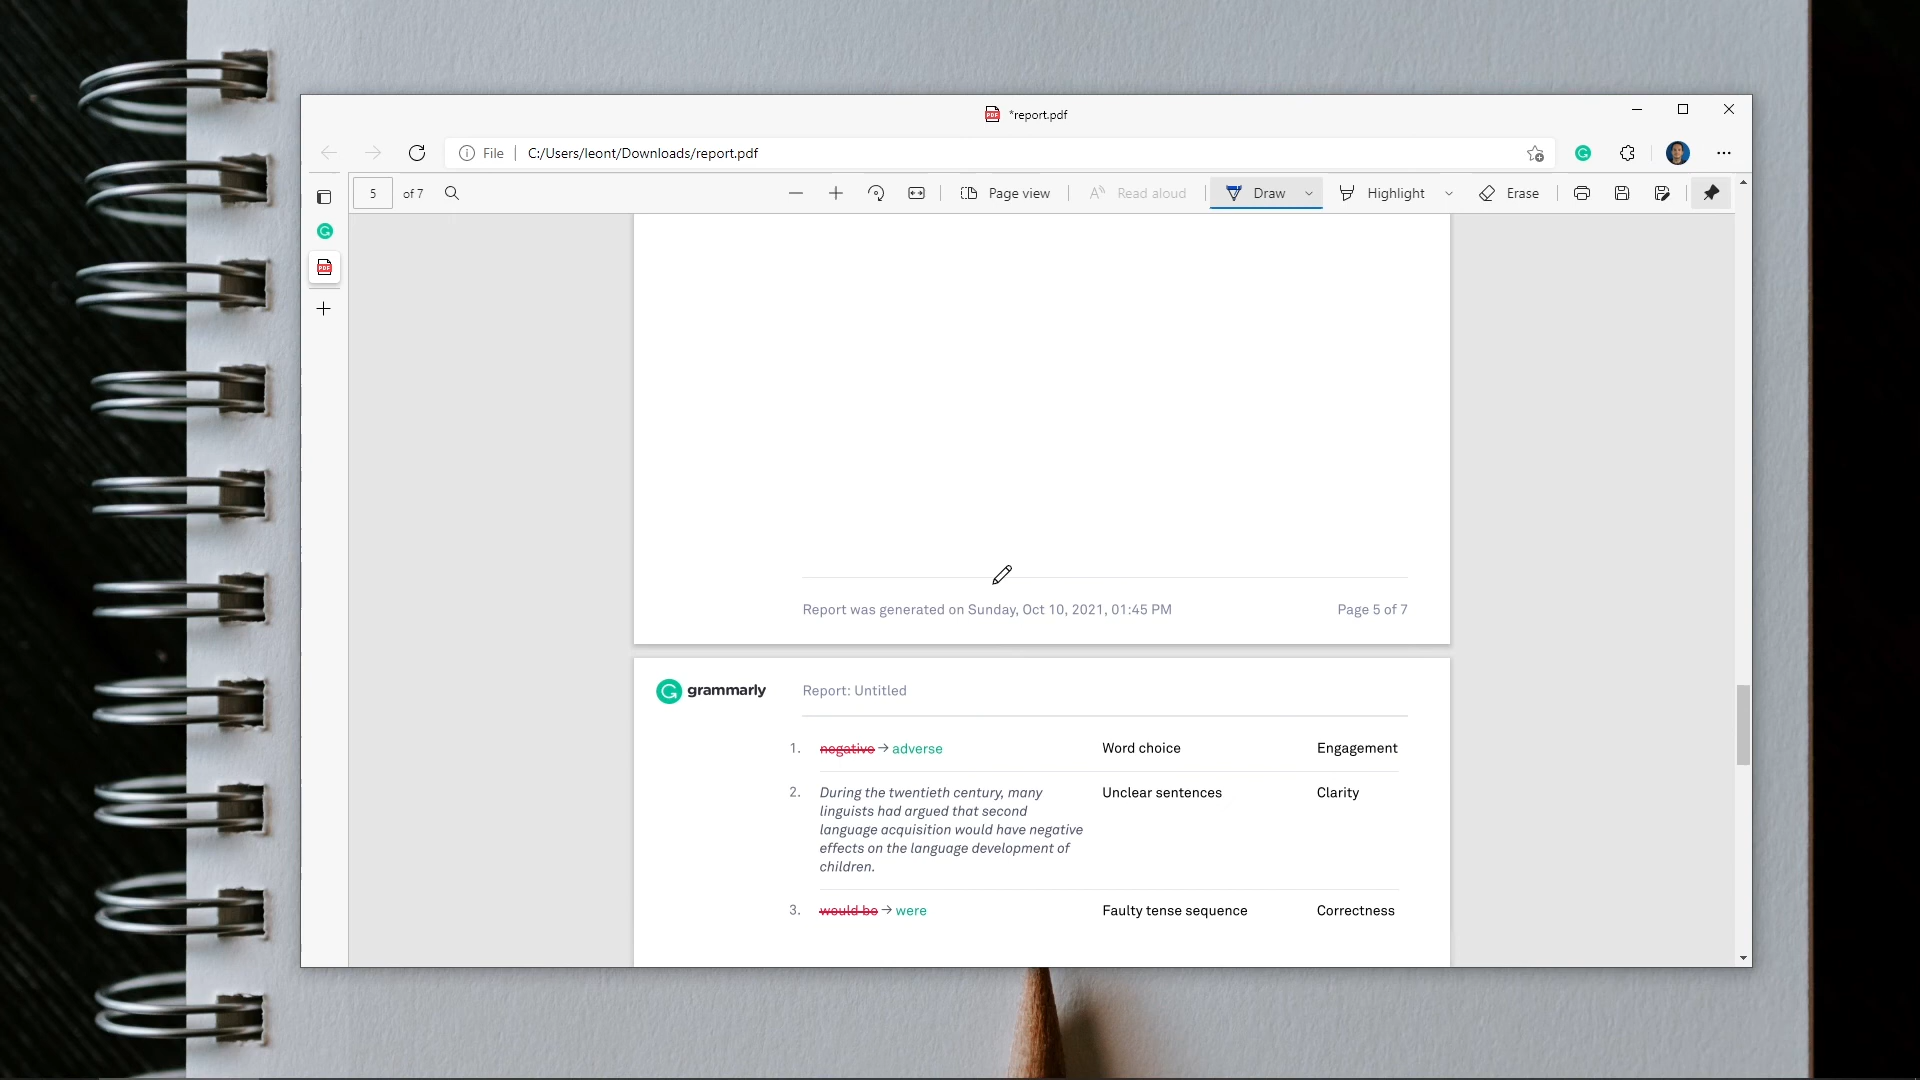 *report.pdf
File C:/Users/leont/Downloads/report.pdf
5 of 7 Page view Read aloud Draw Highlight Erase
Report was generated on Sunday, Oct 10, 2021, 01:45 PM Page 5 of 7
grammarly Report: Untitled
1. negative → adverse Word choice Engagement
2. During the twentieth century, many Unclear sentences Clarity
linguists had argued that second
language acquisition would have negative
effects on the language development of
children.
3. would be → were Faulty tense sequence Correctness